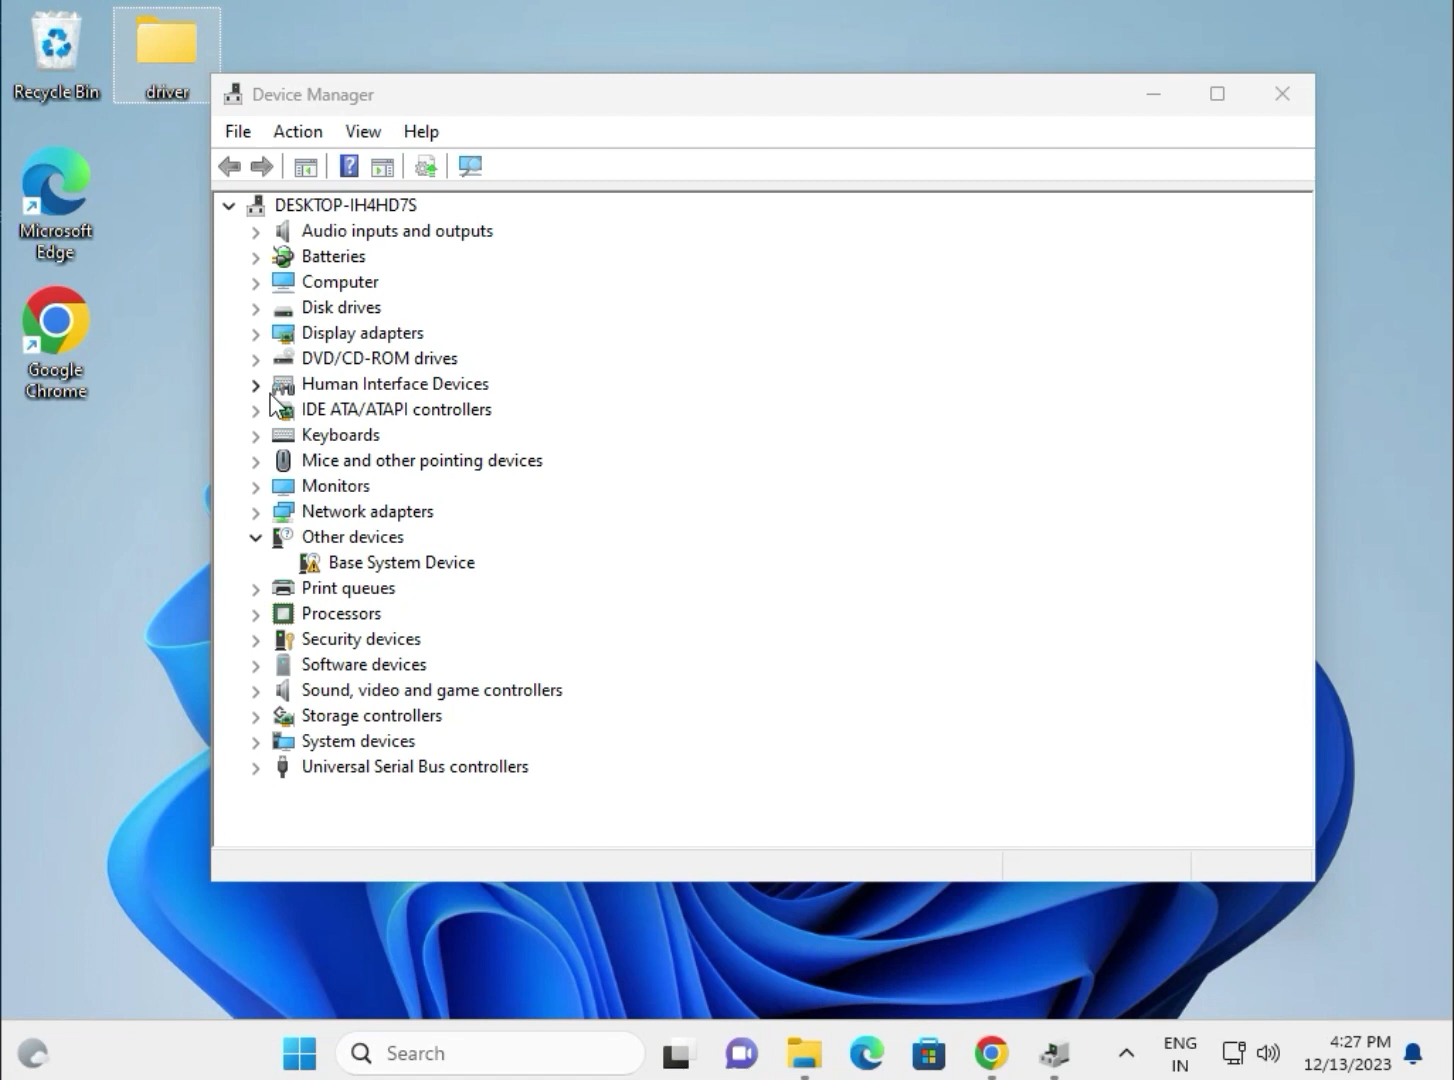 Recycle Bin
driver
Microsoft
Edge
Google
Chrome
Device Manager
File Action View Help
DESKTOP-IH4HD7S
Audio inputs and outputs
Batteries
Computer
Disk drives
Display adapters
DVD/CD-ROM drives
Human Interface Devices
IDE ATA/ATAPI controllers
Keyboards
Mice and other pointing devices
Monitors
Network adapters
Other devices
Base System Device
Print queues
Processors
Security devices
Software devices
Sound, video and game controllers
Storage controllers
System devices
Universal Serial Bus controllers
Search
ENG
IN
4:27 PM
12/13/2023